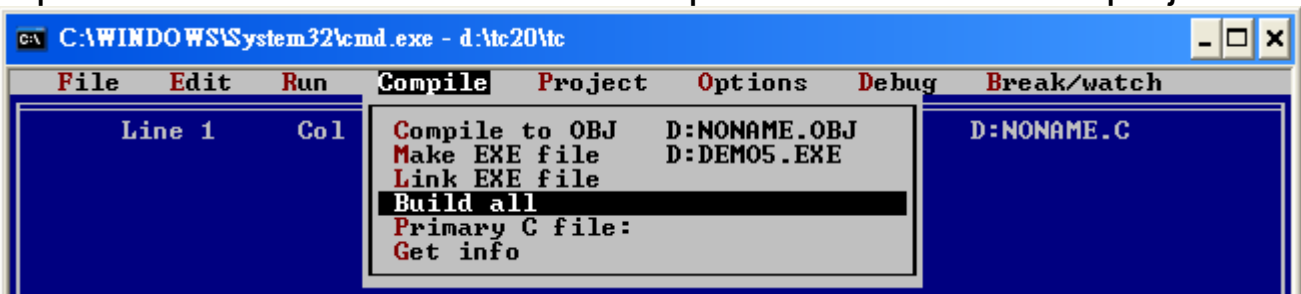 C:\WINDOWS\System32\cmd.exe - d:\tc20\tc
File Edit Run Compile Project Options Debug Break/watch
Line 1 Col D:NONAME.C
Compile to OBJ D:NONAME.OBJ
Make EXE file D:DEMO5.EXE
Link EXE file
Build all
Primary C file:
Get info